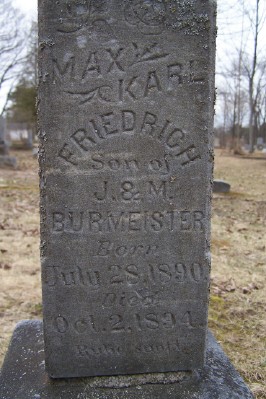 MAX
KARL
FRIEDRICH
Son of
J. & M.
BURMEISTER
Born
July 28, 1890.
Died
Oct. 2, 1894.